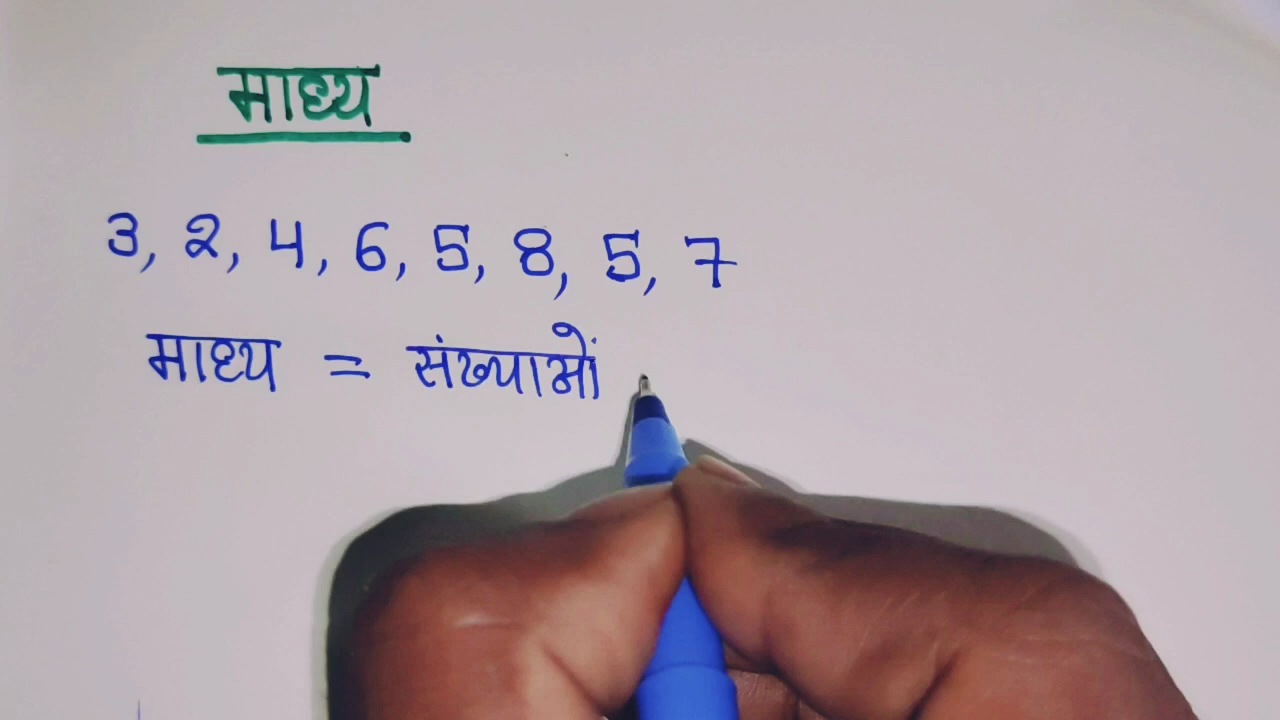 माध्य
3, 2, 4, 6, 5, 8, 5, 7
माध्य = संख्याओं